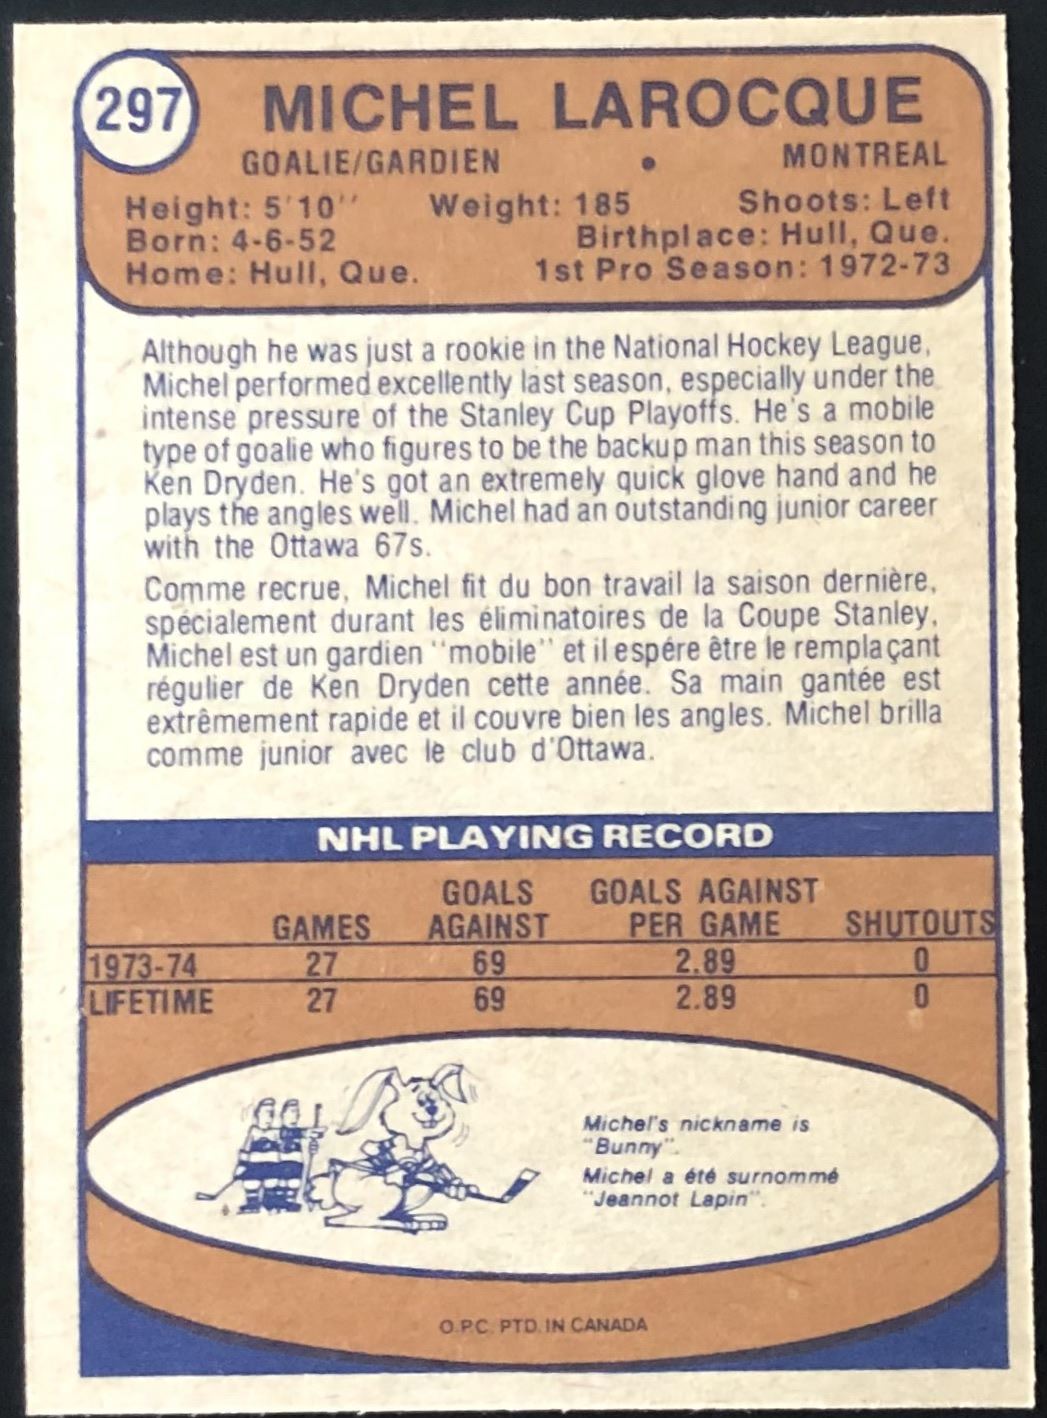 297
MICHEL LAROCQUE
GOALIE/GARDIEN • MONTREAL
Height: 5'10'' Weight: 185 Shoots: Left
Born: 4-6-52 Birthplace: Hull, Que.
Home: Hull, Que. 1st Pro Season: 1972-73
Although he was just a rookie in the National Hockey League,
Michel performed excellently last season, especially under the
intense pressure of the Stanley Cup Playoffs. He's a mobile
type of goalie who figures to be the backup man this season to
Ken Dryden. He's got an extremely quick glove hand and he
plays the angles well. Michel had an outstanding junior career
with the Ottawa 67s.
Comme recrue, Michel fit du bon travail la saison dernière,
spécialement durant les éliminatoires de la Coupe Stanley.
Michel est un gardien "mobile" et il espére être le remplaçant
régulier de Ken Dryden cette année. Sa main gantée est
extrêmement rapide et il couvre bien les angles. Michel brilla
comme junior avec le club d'Ottawa.
NHL PLAYING RECORD
GOALS GOALS AGAINST
GAMES AGAINST PER GAME SHUTOUTS
1973-74 27 69 2.89 0
LIFETIME 27 69 2.89 0
Michel's nickname is
"Bunny".
Michel a été surnommé
"Jeannot Lapin".
O.P.C. PTD. IN CANADA